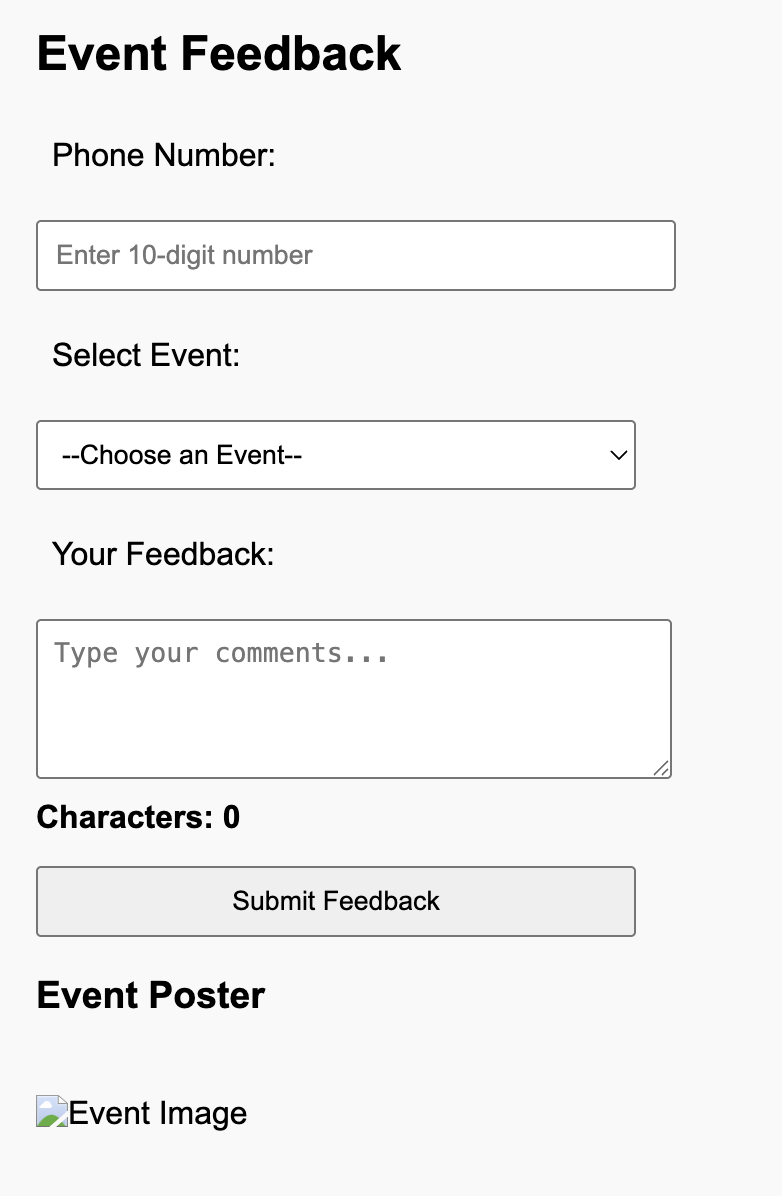 Event Feedback
Phone Number:
Enter 10-digit number
Select Event:
--Choose an Event--
Your Feedback:
Type your comments...
Characters: 0
Submit Feedback
Event Poster
Event Image